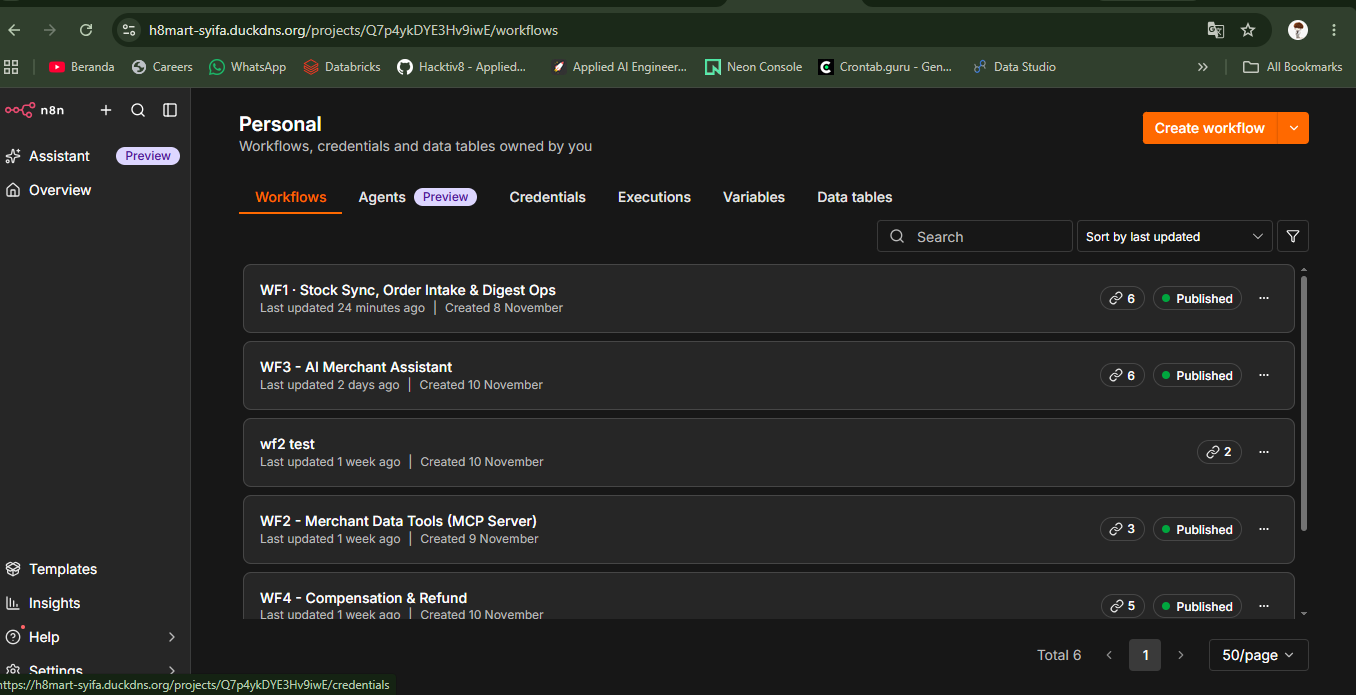 h8mart-syifa.duckdns.org/projects/Q7p4ykDYE3Hv9iwE/workflows
Beranda Careers WhatsApp Databricks Hacktiv8 - Applied... Applied AI Engineer... Neon Console Crontab.guru - Gen... Data Studio » All Bookmarks
n8n
Assistant Preview
Overview
Templates
Insights
Help
Settings
Personal
Workflows, credentials and data tables owned by you
Create workflow
Workflows Agents Preview Credentials Executions Variables Data tables
Search Sort by last updated
WF1 · Stock Sync, Order Intake & Digest Ops
Last updated 24 minutes ago | Created 8 November
6 Published
WF3 - AI Merchant Assistant
Last updated 2 days ago | Created 10 November
6 Published
wf2 test
Last updated 1 week ago | Created 10 November
2
WF2 - Merchant Data Tools (MCP Server)
Last updated 1 week ago | Created 9 November
3 Published
WF4 - Compensation & Refund
Last updated 1 week ago | Created 10 November
5 Published
Total 6 1 50/page
https://h8mart-syifa.duckdns.org/projects/Q7p4ykDYE3Hv9iwE/credentials